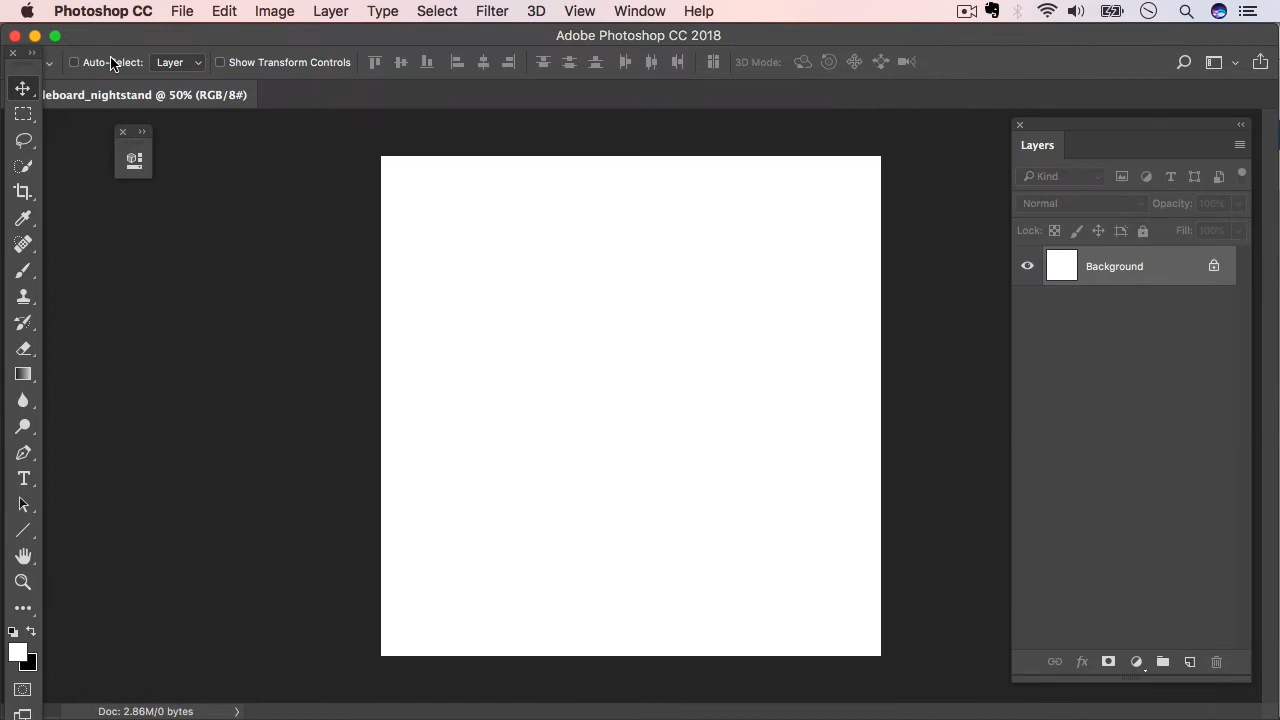 Photoshop CC File Edit Image Layer Type Select Filter 3D View Window Help
Adobe Photoshop CC 2018
Auto-Select: Layer Show Transform Controls 3D Mode:
leboard_nightstand @ 50% (RGB/8#)
Layers
Kind
Normal Opacity: 100%
Lock: Fill: 100%
Background
Doc: 2.86M/0 bytes